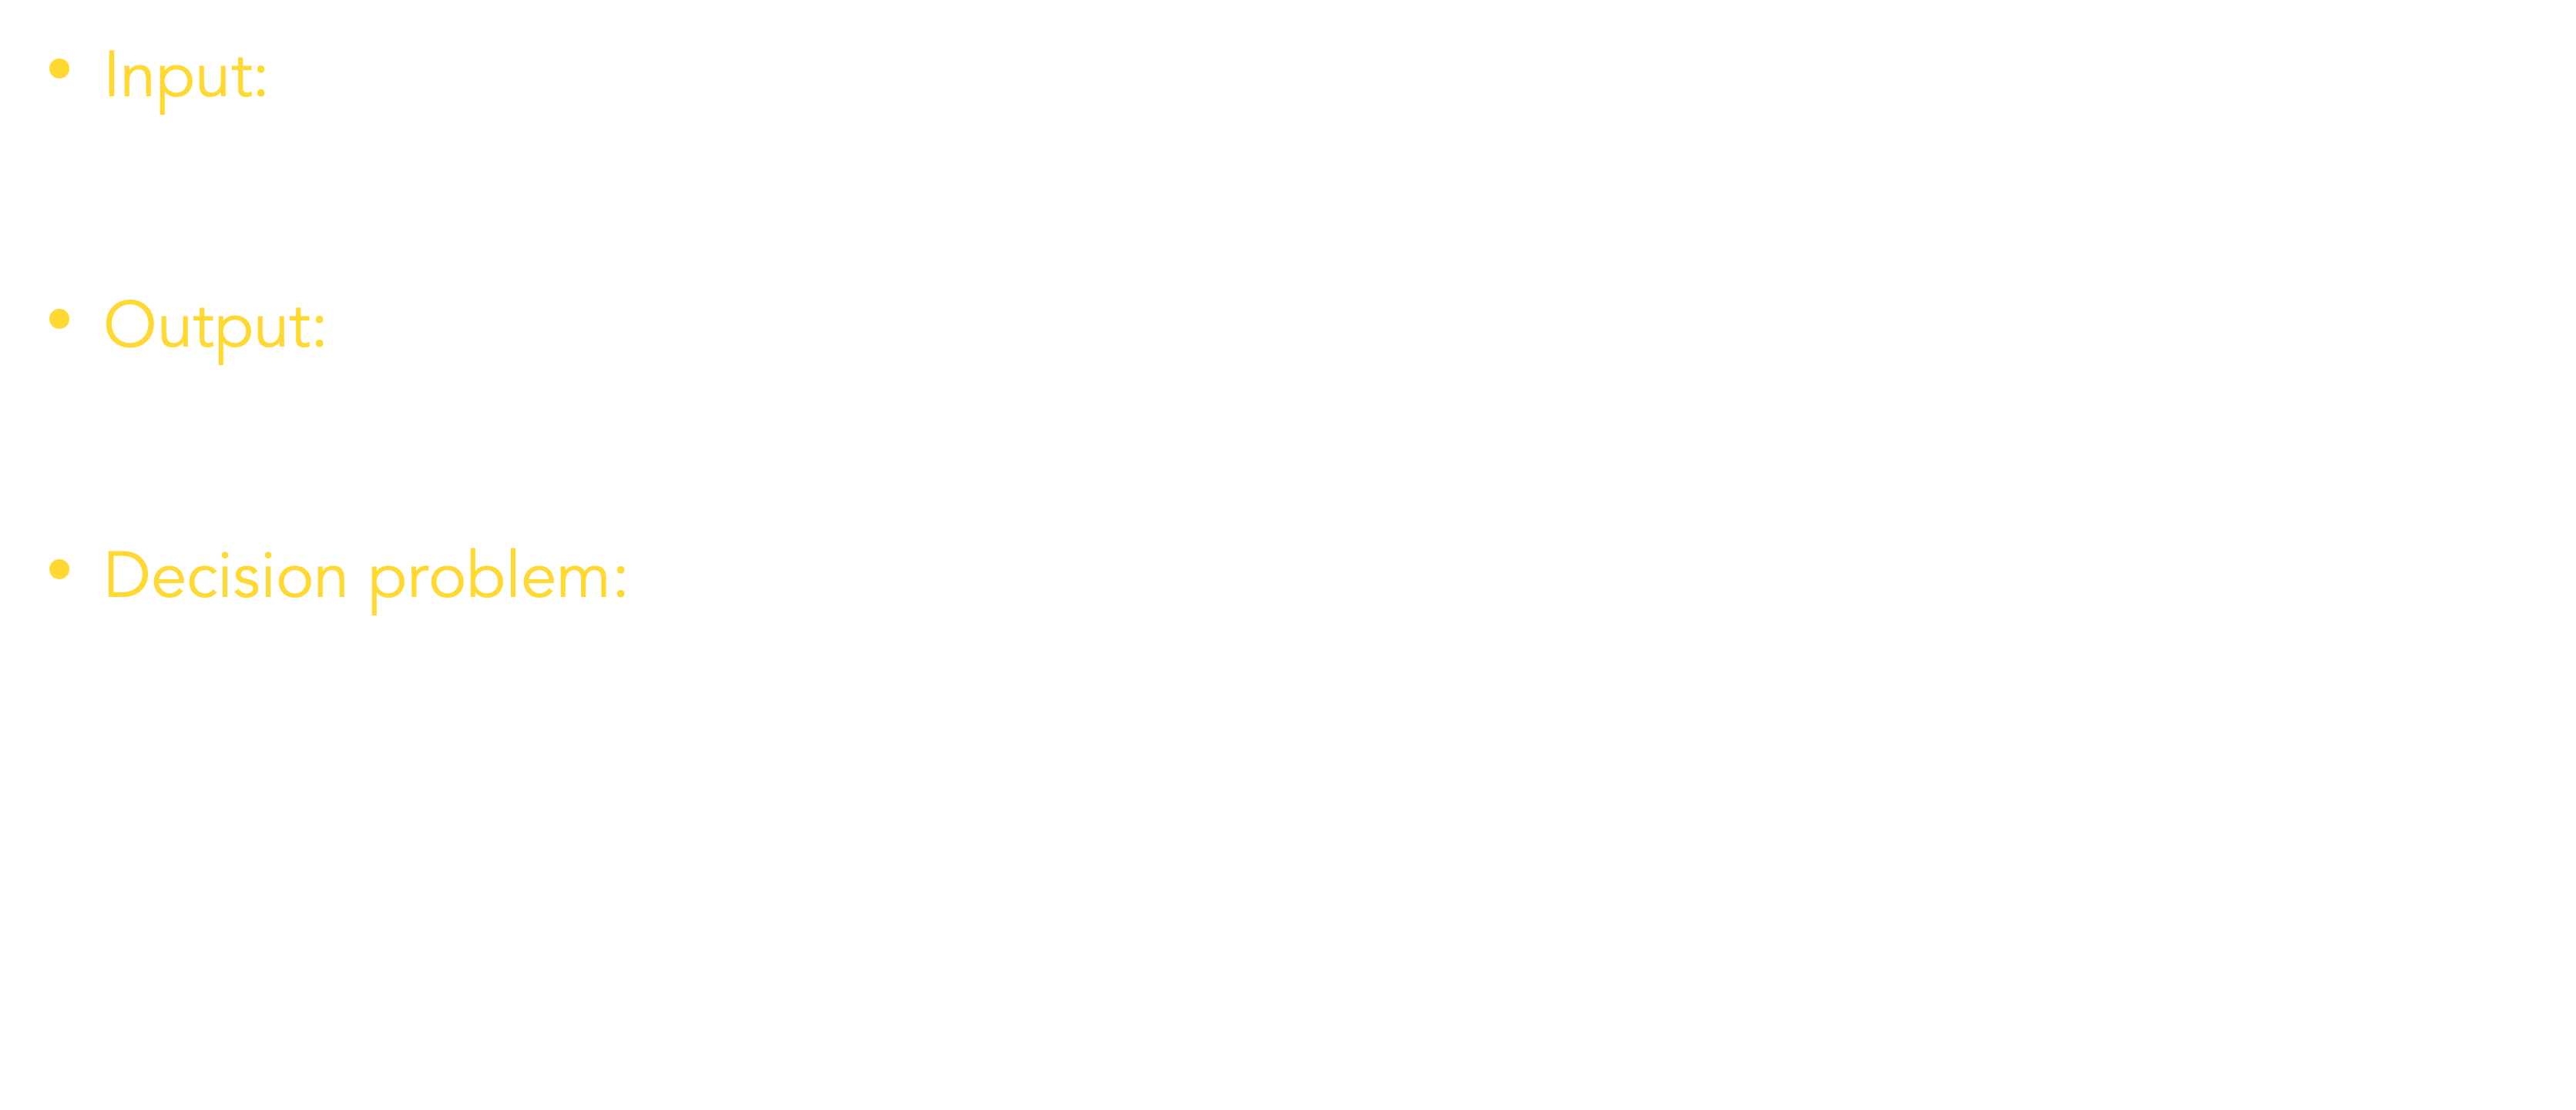 • Input:
• Output:
• Decision problem: